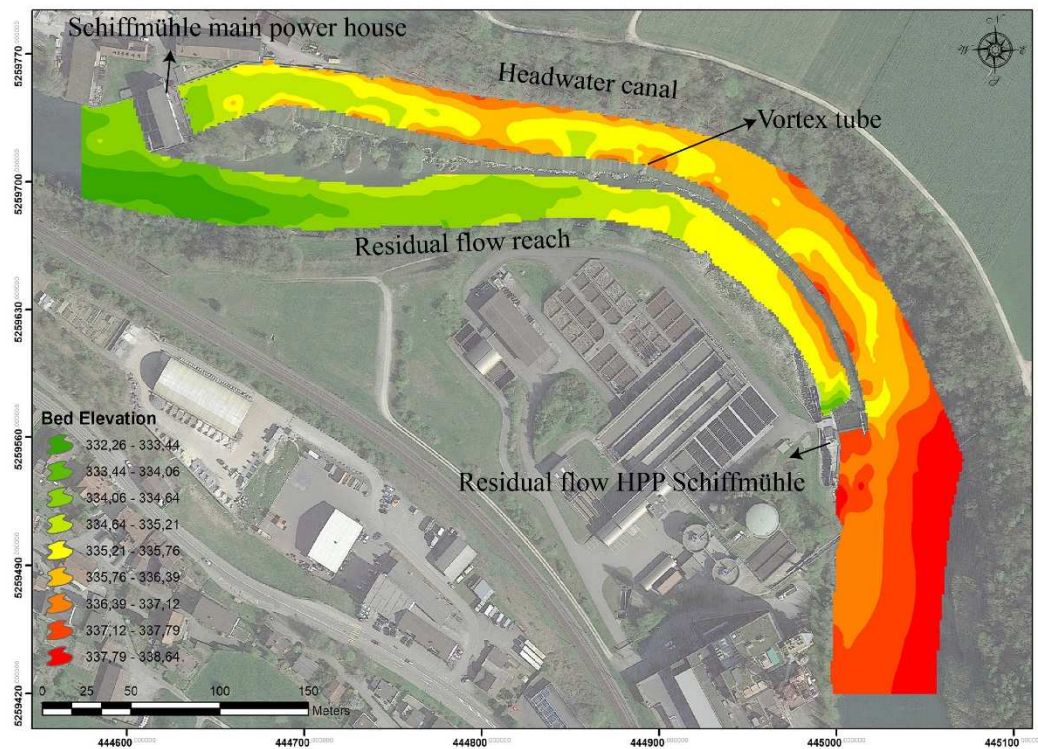 Schiffmühle main power house
Headwater canal
Vortex tube
Residual flow reach
Residual flow HPP Schiffmühle
Bed Elevation
332,26 - 333,44
333,44 - 334,06
334,06 - 334,64
334,64 - 335,21
335,21 - 335,76
335,76 - 336,39
336,39 - 337,12
337,12 - 337,79
337,79 - 338,64
0 25 50 100 150
Meters
5259770
5259700
5259630
5259560
5259490
5259420
444600 444700 444800 444900 445000 445100